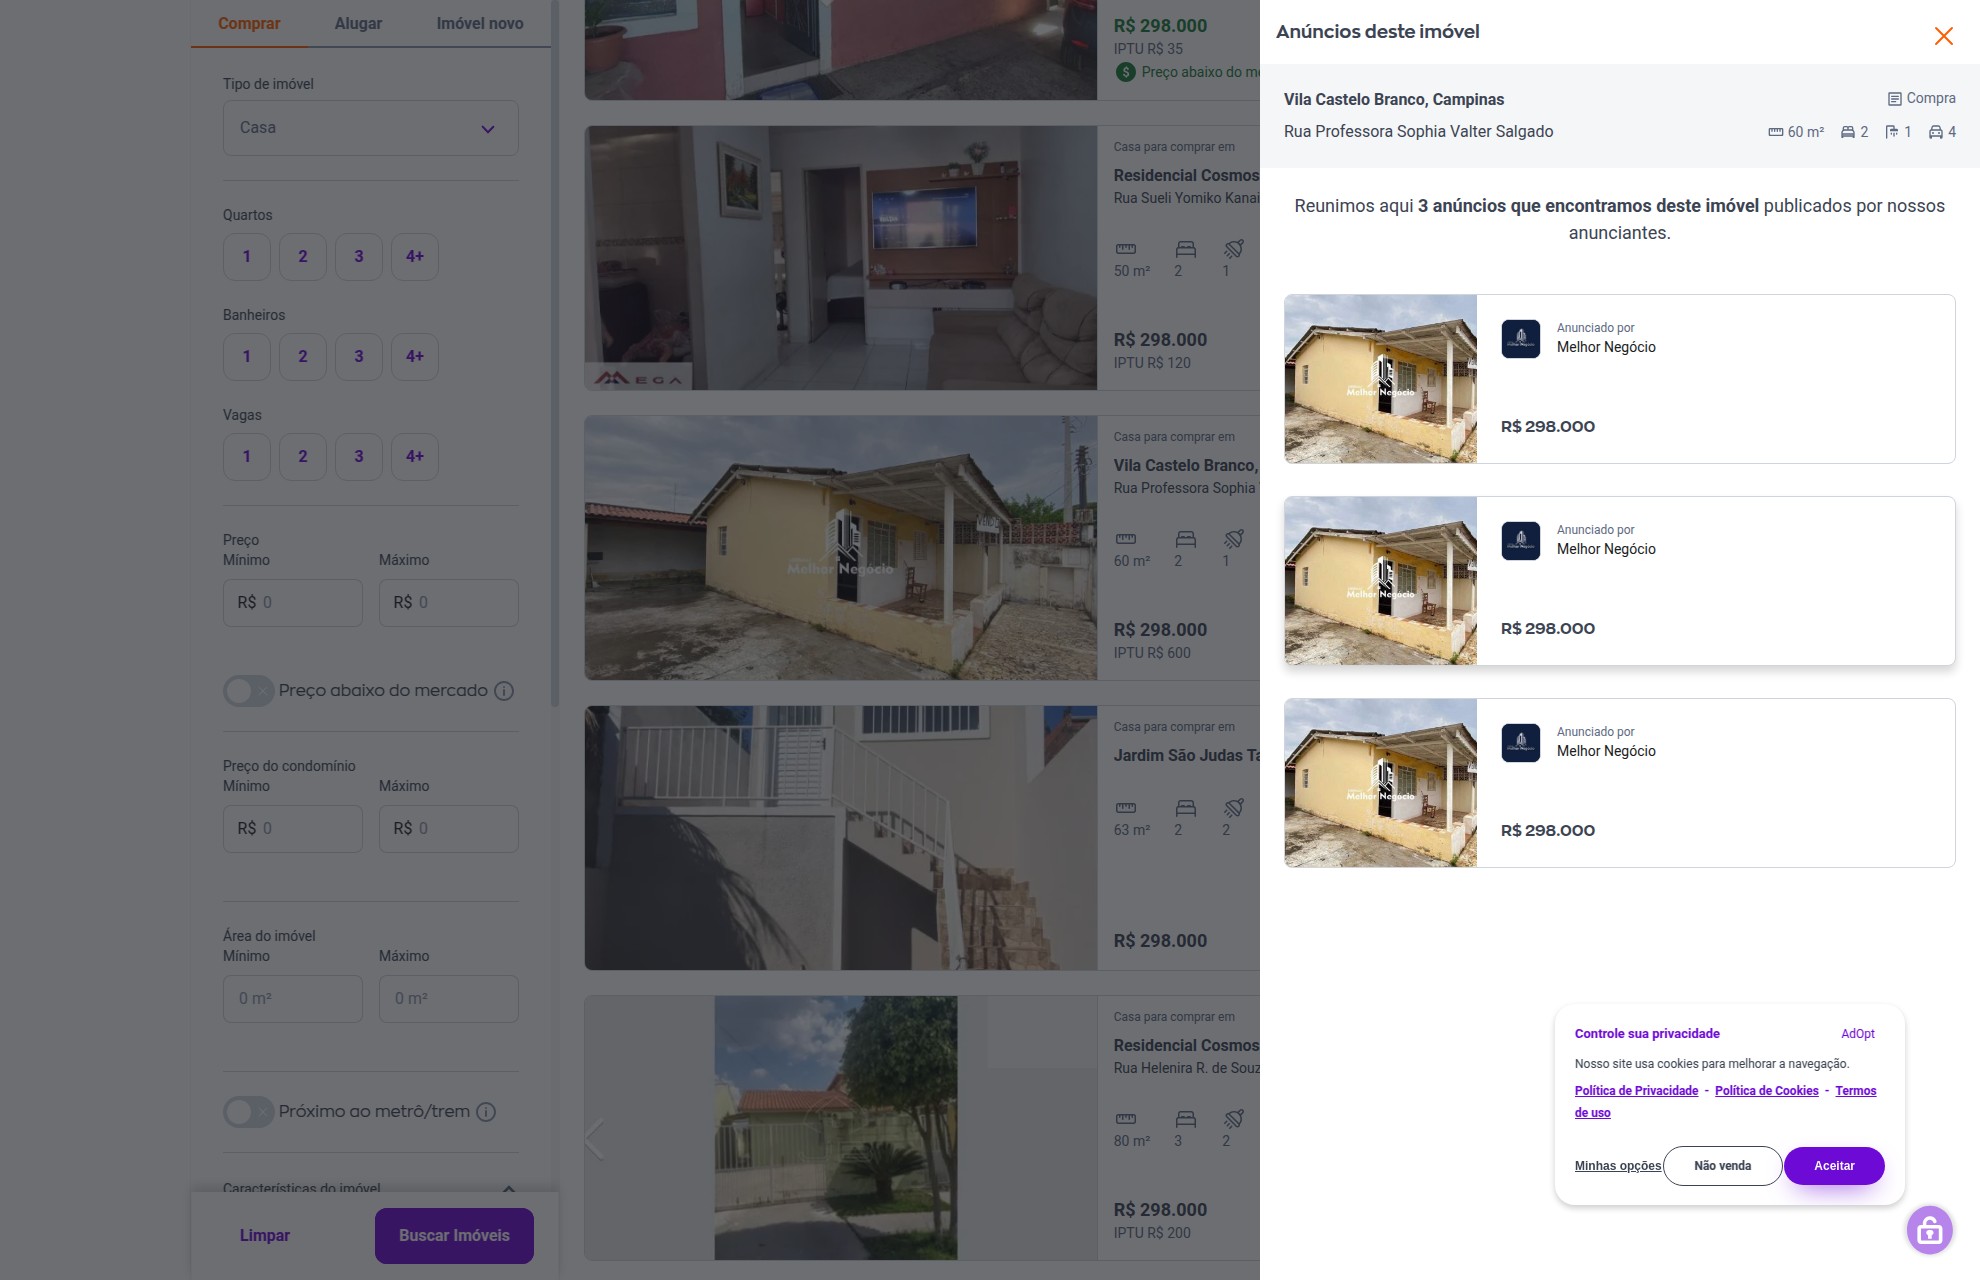 Comprar
Alugar
Imóvel novo
Tipo de imóvel
Casa
Quartos
1
2
3
4+
Banheiros
1
2
3
4+
Vagas
1
2
3
4+
Preço
Mínimo
Máximo
R$ 0
R$ 0
Preço abaixo do mercado
Preço do condomínio
Mínimo
Máximo
R$ 0
R$ 0
Área do imóvel
Mínimo
Máximo
0 m²
0 m²
Próximo ao metrô/trem
Características do imóvel
Limpar
Buscar Imóveis
R$ 298.000
IPTU R$ 35
Preço abaixo do me
Casa para comprar em
Residencial Cosmos
Rua Sueli Yomiko Kanai
50 m²
2
1
R$ 298.000
IPTU R$ 120
MEGA
Casa para comprar em
Vila Castelo Branco,
Rua Professora Sophia
60 m²
2
1
R$ 298.000
IPTU R$ 600
Melhor Negócio
Casa para comprar em
Jardim São Judas Ta
63 m²
2
2
R$ 298.000
Casa para comprar em
Residencial Cosmos
Rua Helenira R. de Souz
80 m²
3
2
R$ 298.000
IPTU R$ 200
Anúncios deste imóvel
Vila Castelo Branco, Campinas
Compra
Rua Professora Sophia Valter Salgado
60 m²
2
1
4
Reunimos aqui 3 anúncios que encontramos deste imóvel publicados por nossos
anunciantes.
Melhor Negócio
Anunciado por
Melhor Negócio
R$ 298.000
Melhor Negócio
Anunciado por
Melhor Negócio
R$ 298.000
Melhor Negócio
Anunciado por
Melhor Negócio
R$ 298.000
Controle sua privacidade
AdOpt
Nosso site usa cookies para melhorar a navegação.
Política de Privacidade - Política de Cookies - Termos
de uso
Minhas opções
Não venda
Aceitar